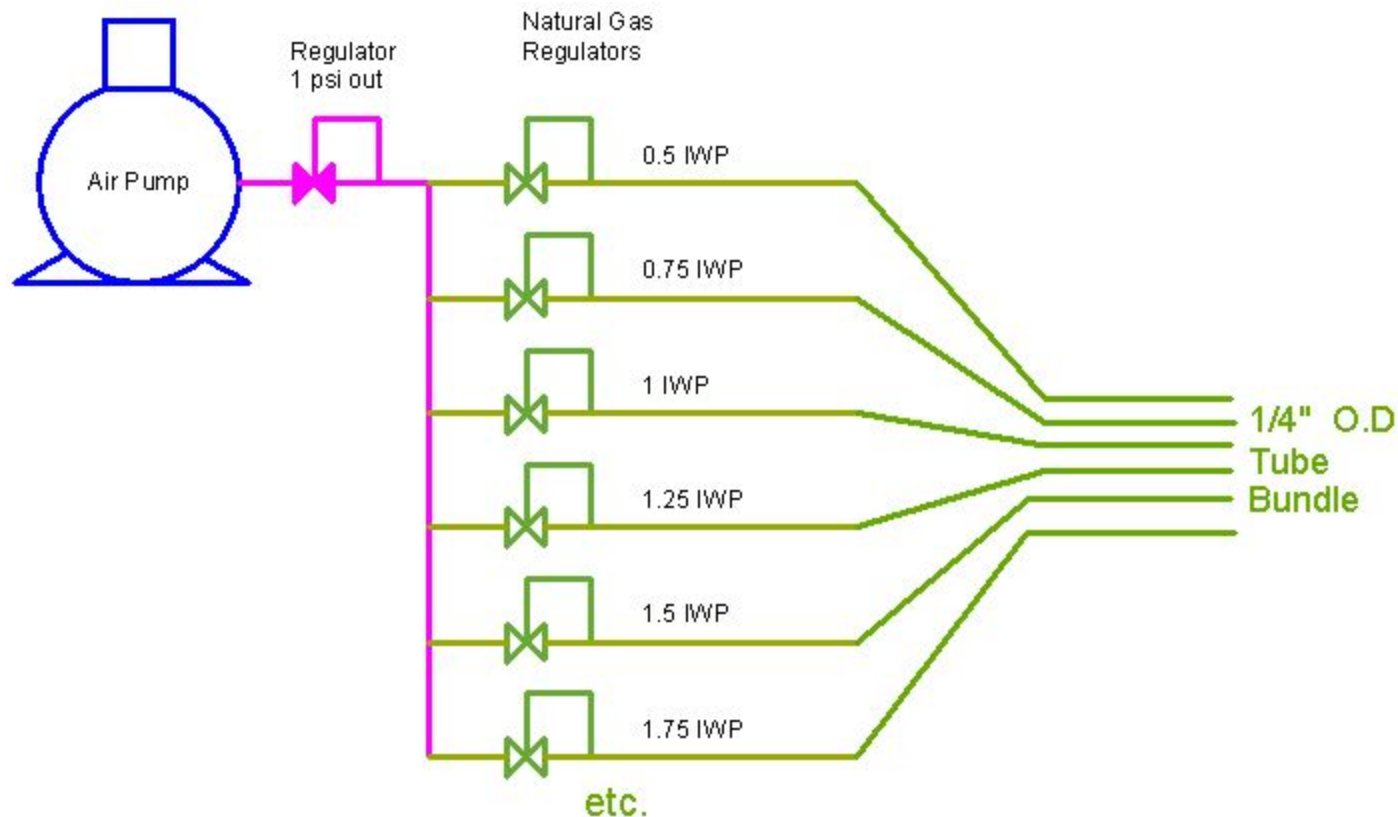 Natural Gas
Regulators
Regulator
1 psi out
Air Pump
0.5 IWP
0.75 IWP
1 IWP
1.25 IWP
1.5 IWP
1.75 IWP
etc.
1/4" O.D
Tube
Bundle